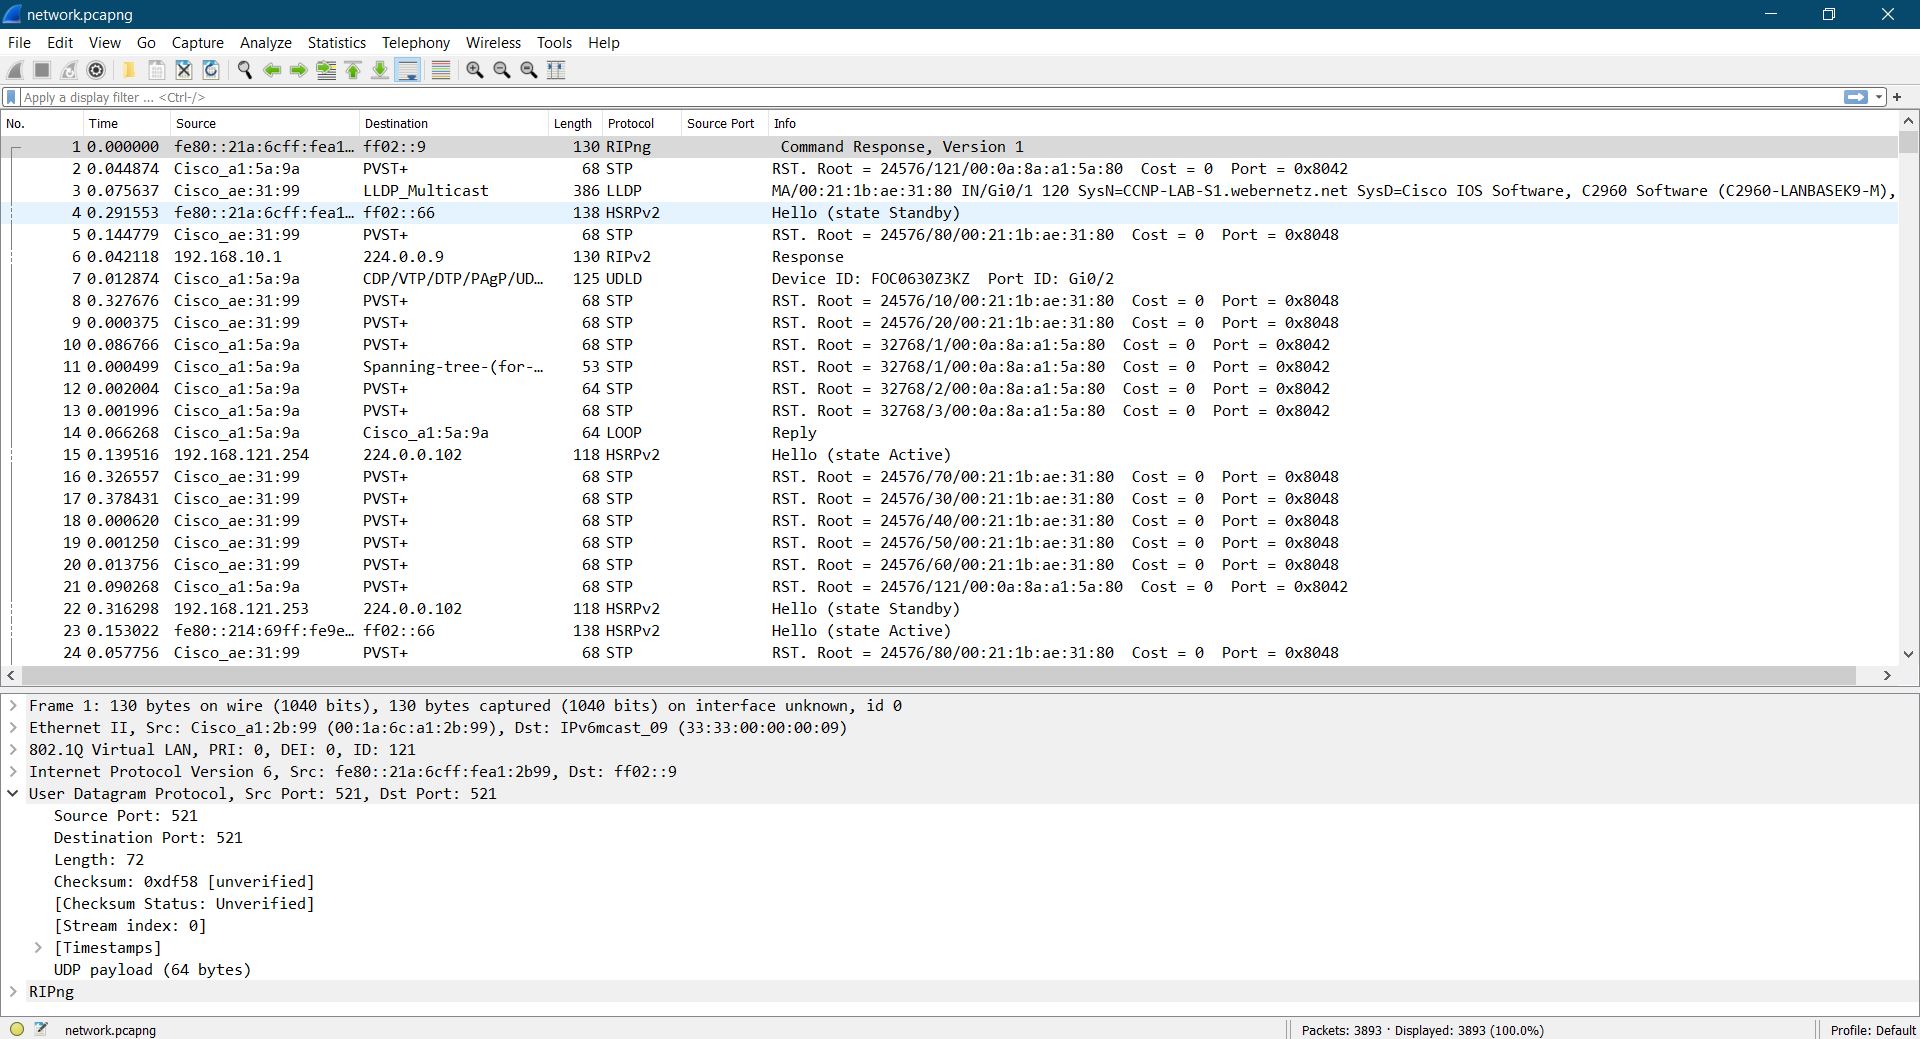 network.pcapng
File Edit View Go Capture Analyze Statistics Telephony Wireless Tools Help
Apply a display filter ... <Ctrl-/>
No. Time Source Destination Length Protocol Source Port Info
1 0.000000 fe80::21a:6cff:fea1… ff02::9 130 RIPng Command Response, Version 1
2 0.044874 Cisco_a1:5a:9a PVST+ 68 STP RST. Root = 24576/121/00:0a:8a:a1:5a:80 Cost = 0 Port = 0x8042
3 0.075637 Cisco_ae:31:99 LLDP_Multicast 386 LLDP MA/00:21:1b:ae:31:80 IN/Gi0/1 120 SysN=CCNP-LAB-S1.webernetz.net SysD=Cisco IOS Software, C2960 Software (C2960-LANBASEK9-M),
4 0.291553 fe80::21a:6cff:fea1… ff02::66 138 HSRPv2 Hello (state Standby)
5 0.144779 Cisco_ae:31:99 PVST+ 68 STP RST. Root = 24576/80/00:21:1b:ae:31:80 Cost = 0 Port = 0x8048
6 0.042118 192.168.10.1 224.0.0.9 130 RIPv2 Response
7 0.012874 Cisco_a1:5a:9a CDP/VTP/DTP/PAgP/UD… 125 UDLD Device ID: FOC0630Z3KZ Port ID: Gi0/2
8 0.327676 Cisco_ae:31:99 PVST+ 68 STP RST. Root = 24576/10/00:21:1b:ae:31:80 Cost = 0 Port = 0x8048
9 0.000375 Cisco_ae:31:99 PVST+ 68 STP RST. Root = 24576/20/00:21:1b:ae:31:80 Cost = 0 Port = 0x8048
10 0.086766 Cisco_a1:5a:9a PVST+ 68 STP RST. Root = 32768/1/00:0a:8a:a1:5a:80 Cost = 0 Port = 0x8042
11 0.000499 Cisco_a1:5a:9a Spanning-tree-(for-… 53 STP RST. Root = 32768/1/00:0a:8a:a1:5a:80 Cost = 0 Port = 0x8042
12 0.002004 Cisco_a1:5a:9a PVST+ 64 STP RST. Root = 32768/2/00:0a:8a:a1:5a:80 Cost = 0 Port = 0x8042
13 0.001996 Cisco_a1:5a:9a PVST+ 68 STP RST. Root = 32768/3/00:0a:8a:a1:5a:80 Cost = 0 Port = 0x8042
14 0.066268 Cisco_a1:5a:9a Cisco_a1:5a:9a 64 LOOP Reply
15 0.139516 192.168.121.254 224.0.0.102 118 HSRPv2 Hello (state Active)
16 0.326557 Cisco_ae:31:99 PVST+ 68 STP RST. Root = 24576/70/00:21:1b:ae:31:80 Cost = 0 Port = 0x8048
17 0.378431 Cisco_ae:31:99 PVST+ 68 STP RST. Root = 24576/30/00:21:1b:ae:31:80 Cost = 0 Port = 0x8048
18 0.000620 Cisco_ae:31:99 PVST+ 68 STP RST. Root = 24576/40/00:21:1b:ae:31:80 Cost = 0 Port = 0x8048
19 0.001250 Cisco_ae:31:99 PVST+ 68 STP RST. Root = 24576/50/00:21:1b:ae:31:80 Cost = 0 Port = 0x8048
20 0.013756 Cisco_ae:31:99 PVST+ 68 STP RST. Root = 24576/60/00:21:1b:ae:31:80 Cost = 0 Port = 0x8048
21 0.090268 Cisco_a1:5a:9a PVST+ 68 STP RST. Root = 24576/121/00:0a:8a:a1:5a:80 Cost = 0 Port = 0x8042
22 0.316298 192.168.121.253 224.0.0.102 118 HSRPv2 Hello (state Standby)
23 0.153022 fe80::214:69ff:fe9e… ff02::66 138 HSRPv2 Hello (state Active)
24 0.057756 Cisco_ae:31:99 PVST+ 68 STP RST. Root = 24576/80/00:21:1b:ae:31:80 Cost = 0 Port = 0x8048
Frame 1: 130 bytes on wire (1040 bits), 130 bytes captured (1040 bits) on interface unknown, id 0
Ethernet II, Src: Cisco_a1:2b:99 (00:1a:6c:a1:2b:99), Dst: IPv6mcast_09 (33:33:00:00:00:09)
802.1Q Virtual LAN, PRI: 0, DEI: 0, ID: 121
Internet Protocol Version 6, Src: fe80::21a:6cff:fea1:2b99, Dst: ff02::9
User Datagram Protocol, Src Port: 521, Dst Port: 521
Source Port: 521
Destination Port: 521
Length: 72
Checksum: 0xdf58 [unverified]
[Checksum Status: Unverified]
[Stream index: 0]
[Timestamps]
UDP payload (64 bytes)
RIPng
network.pcapng Packets: 3893 · Displayed: 3893 (100.0%) Profile: Default